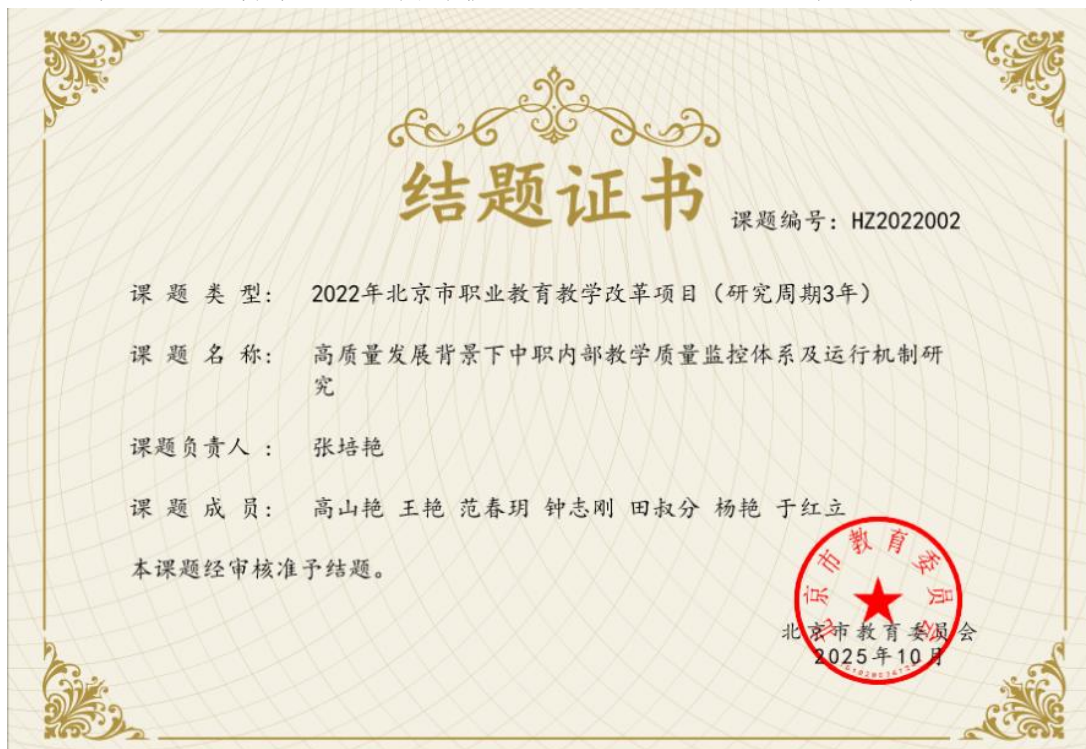 结题证书
课题编号：HZ2022002
课 题 类 型： 2022年北京市职业教育教学改革项目（研究周期3年）
课 题 名 称： 高质量发展背景下中职内部教学质量监控体系及运行机制研
究
课题负责人 ： 张培艳
课 题 成 员： 高山艳 王艳 范春玥 钟志刚 田叔分 杨艳 于红立
本课题经审核准予结题。
北京市教育委员会
北京市教育委员会
2025年10月